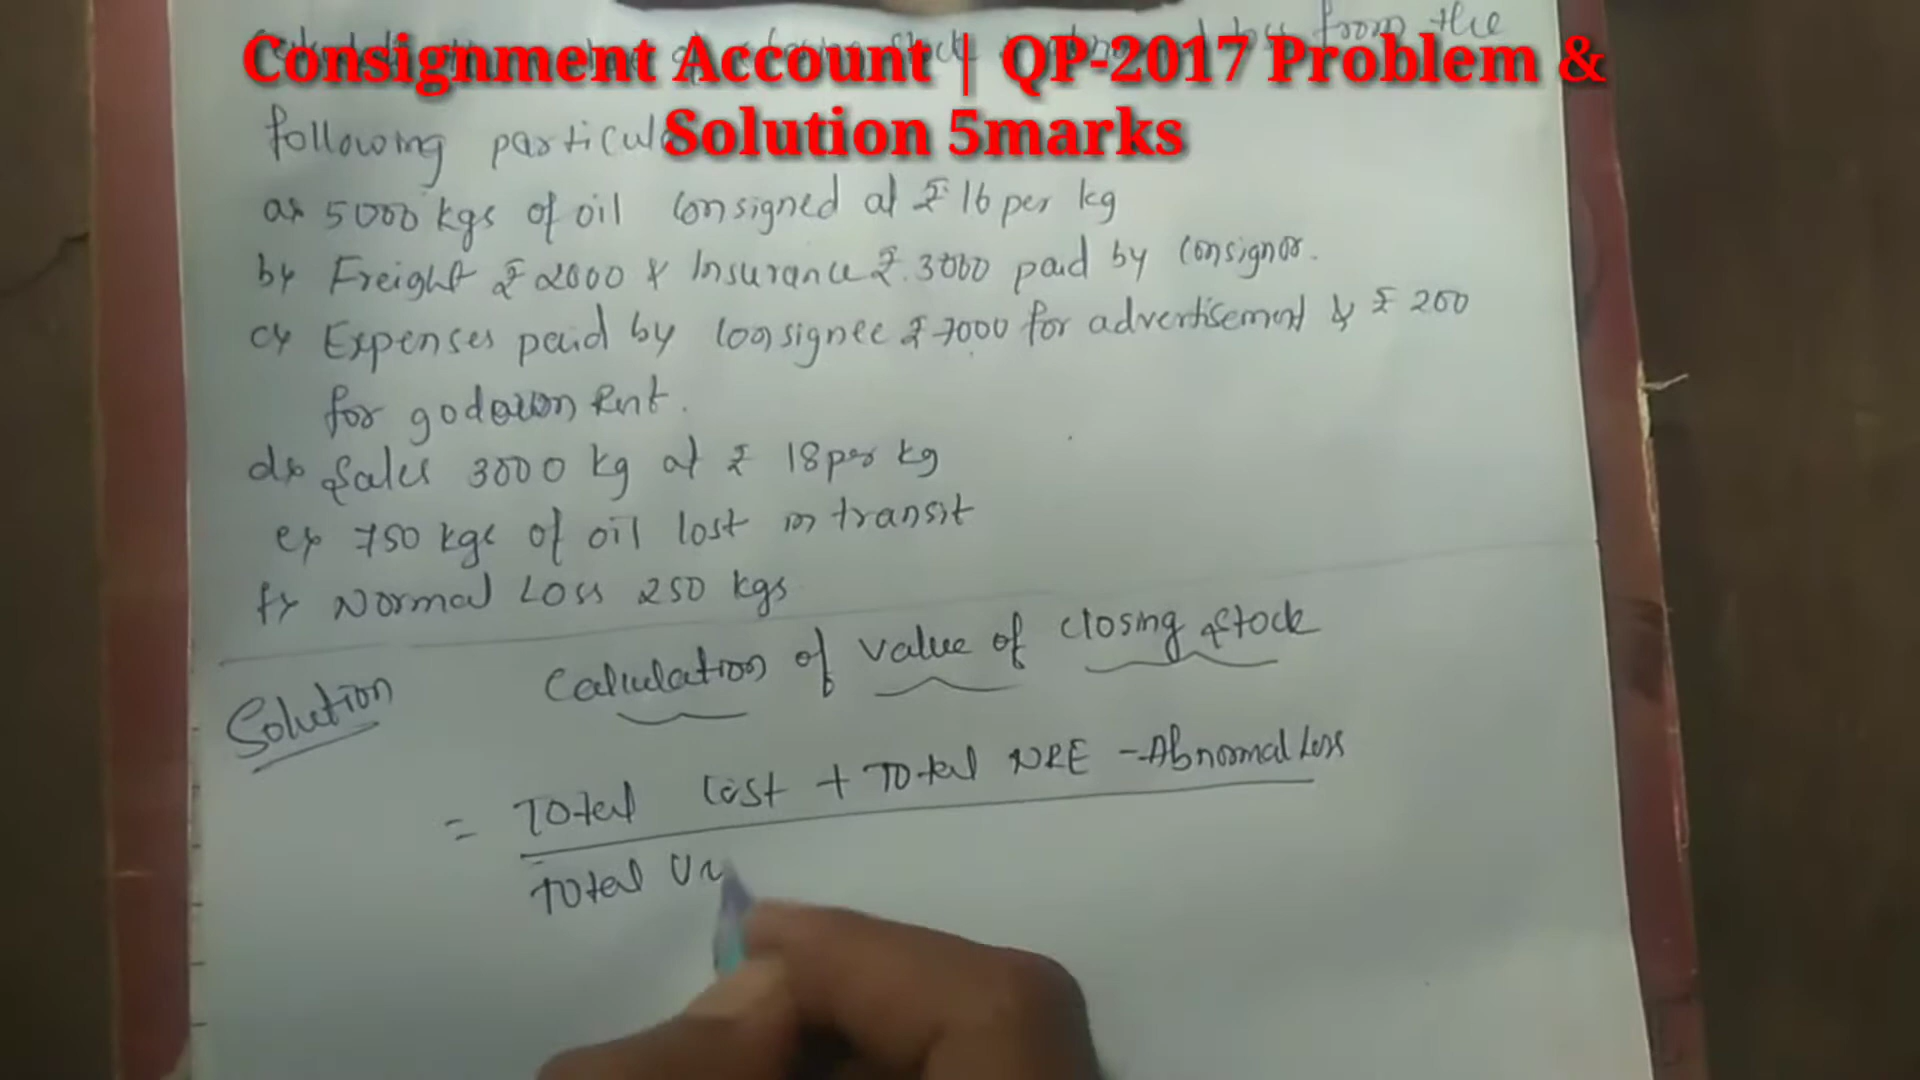 Consignment Account | QP-2017 Problem &
Solution 5marks
from the
following particul
a, 5000 kgs of oil consigned at ₹ 16 per kg
b, Freight ₹ 2000 & Insurance ₹. 3000 paid by consignor.
c, Expenses paid by consignee ₹ 7000 for advertisement & ₹ 200
for godown Rent.
d, Sales 3000 kg at ₹ 18 per kg
e, 750 kgs of oil lost in transit
f, Normal Loss 250 kgs
Solution
Calculation of value of closing stock
= Total Cost + Total NRE - Abnormal Loss
Total Un